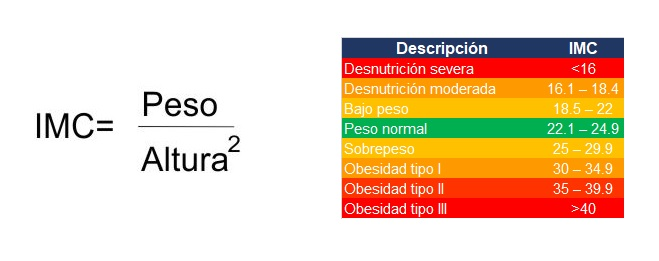 IMC= Peso
Altura2
Descripción IMC
Desnutrición severa <16
Desnutrición moderada 16.1 – 18.4
Bajo peso 18.5 – 22
Peso normal 22.1 – 24.9
Sobrepeso 25 – 29.9
Obesidad tipo I 30 – 34.9
Obesidad tipo II 35 – 39.9
Obesidad tipo III >40